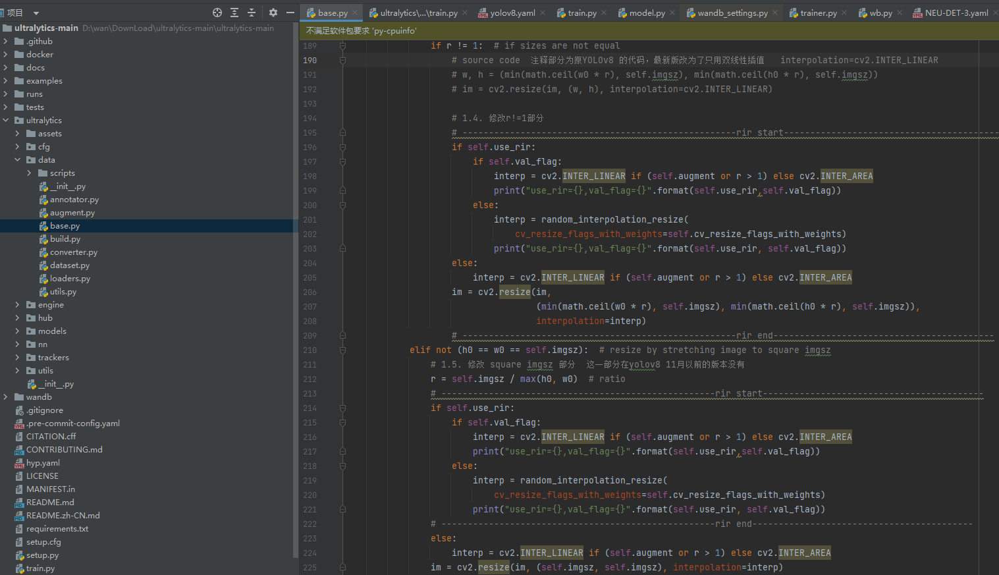 项目
ultralytics-main D:\wan\DownLoad\ultralytics-main\ultralytics-main
.github
docker
docs
examples
runs
tests
ultralytics
assets
cfg
data
scripts
__init__.py
annotator.py
augment.py
base.py
build.py
converter.py
dataset.py
loaders.py
utils.py
engine
hub
models
nn
trackers
utils
__init__.py
wandb
.gitignore
.pre-commit-config.yaml
CITATION.cff
CONTRIBUTING.md
hyp.yaml
LICENSE
MANIFEST.in
README.md
README.zh-CN.md
requirements.txt
setup.cfg
setup.py
train.py
base.py ultralytics\...\train.py yolov8.yaml train.py model.py wandb_settings.py trainer.py wb.py NEU-DET-3.yaml
不满足软件包要求 'py-cpuinfo'
189 if r != 1:  # if sizes are not equal
190 # source code  注释部分为原YOLOv8 的代码，最新版改为了只用双线性插值   interpolation=cv2.INTER_LINEAR
191 # w, h = (min(math.ceil(w0 * r), self.imgsz), min(math.ceil(h0 * r), self.imgsz))
192 # im = cv2.resize(im, (w, h), interpolation=cv2.INTER_LINEAR)
193
194 # 1.4. 修改r!=1部分
195 # ----------------------------------------------------rir start-----------------------------------------
196 if self.use_rir:
197 if self.val_flag:
198 interp = cv2.INTER_LINEAR if (self.augment or r > 1) else cv2.INTER_AREA
199 print("use_rir={},val_flag={}".format(self.use_rir,self.val_flag))
200 else:
201 interp = random_interpolation_resize(
202 cv_resize_flags_with_weights=self.cv_resize_flags_with_weights)
203 print("use_rir={},val_flag={}".format(self.use_rir, self.val_flag))
204 else:
205 interp = cv2.INTER_LINEAR if (self.augment or r > 1) else cv2.INTER_AREA
206 im = cv2.resize(im,
207 (min(math.ceil(w0 * r), self.imgsz), min(math.ceil(h0 * r), self.imgsz)),
208 interpolation=interp)
209 # ----------------------------------------------------rir end------------------------------------------
210 elif not (h0 == w0 == self.imgsz):  # resize by stretching image to square imgsz
211 # 1.5. 修改 square imgsz 部分  这一部分在yolov8 11月以前的版本没有
212 r = self.imgsz / max(h0, w0)  # ratio
213 # ----------------------------------------------------rir start------------------------------------------
214 if self.use_rir:
215 if self.val_flag:
216 interp = cv2.INTER_LINEAR if (self.augment or r > 1) else cv2.INTER_AREA
217 print("use_rir={},val_flag={}".format(self.use_rir,self.val_flag))
218 else:
219 interp = random_interpolation_resize(
220 cv_resize_flags_with_weights=self.cv_resize_flags_with_weights)
221 print("use_rir={},val_flag={}".format(self.use_rir, self.val_flag))
222 # ----------------------------------------------------rir end------------------------------------------
223 else:
224 interp = cv2.INTER_LINEAR if (self.augment or r > 1) else cv2.INTER_AREA
225 im = cv2.resize(im, (self.imgsz, self.imgsz), interpolation=interp)